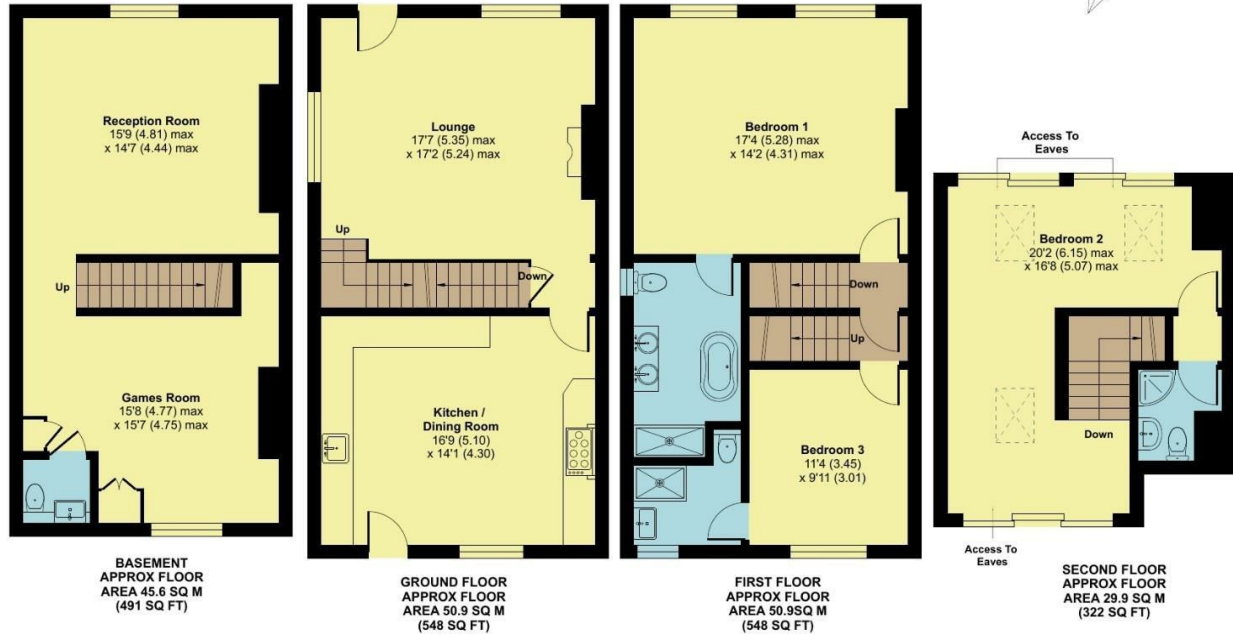 Reception Room
15'9 (4.81) max
x 14'7 (4.44) max
Up
Games Room
15'8 (4.77) max
x 15'7 (4.75) max
BASEMENT
APPROX FLOOR
AREA 45.6 SQ M
(491 SQ FT)
Lounge
17'7 (5.35) max
x 17'2 (5.24) max
Up
Down
Kitchen /
Dining Room
16'9 (5.10)
x 14'1 (4.30)
GROUND FLOOR
APPROX FLOOR
AREA 50.9 SQ M
(548 SQ FT)
Bedroom 1
17'4 (5.28) max
x 14'2 (4.31) max
Down
Up
Bedroom 3
11'4 (3.45)
x 9'11 (3.01)
FIRST FLOOR
APPROX FLOOR
AREA 50.9SQ M
(548 SQ FT)
Access To
Eaves
Bedroom 2
20'2 (6.15) max
x 16'8 (5.07) max
Down
Access To
Eaves
SECOND FLOOR
APPROX FLOOR
AREA 29.9 SQ M
(322 SQ FT)